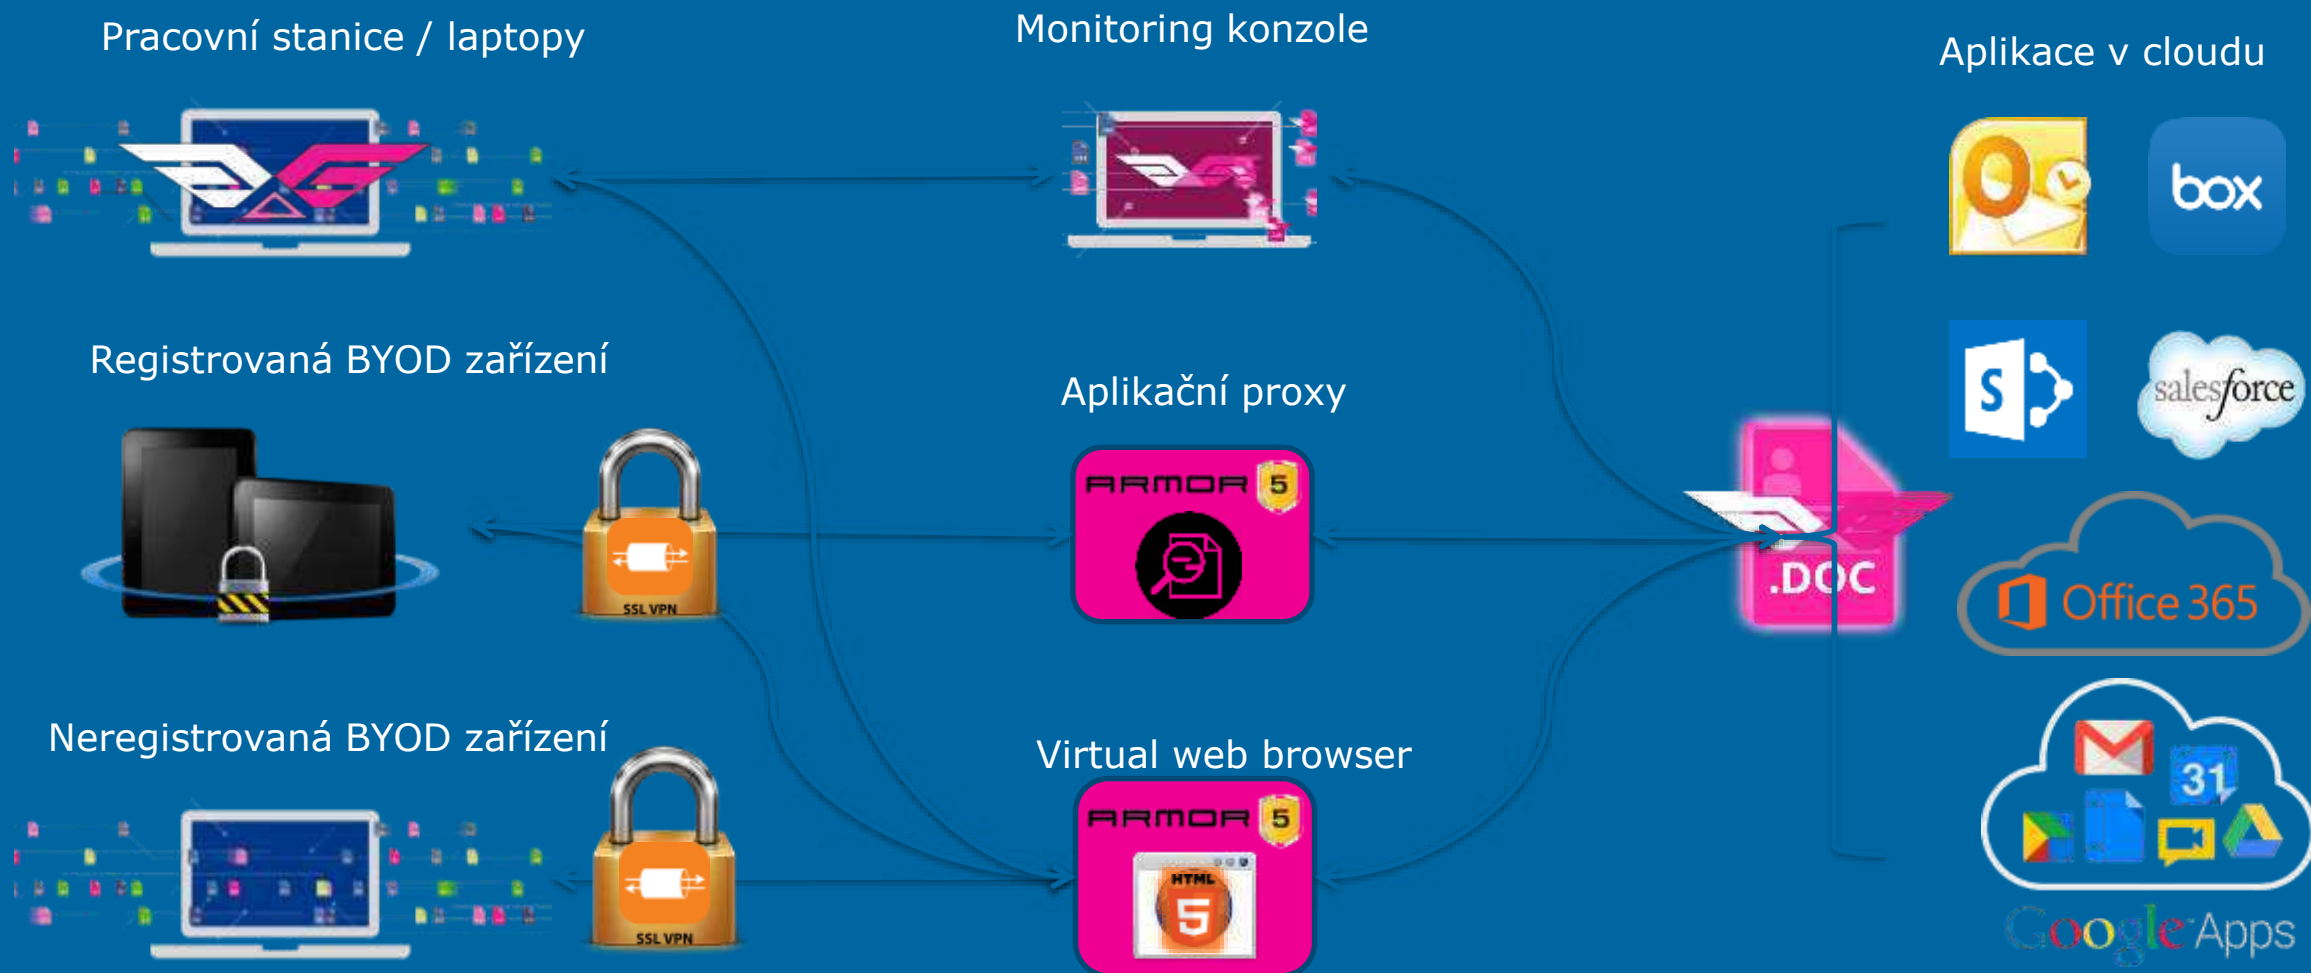 Pracovní stanice / laptopy
Monitoring konzole
Aplikace v cloudu
box
Registrovaná BYOD zařízení
Aplikační proxy
S
salesforce
ARMOR 5
SSL VPN
.DOC
Office 365
Neregistrovaná BYOD zařízení
Virtual web browser
31
ARMOR 5
HTML
5
SSL VPN
Google Apps